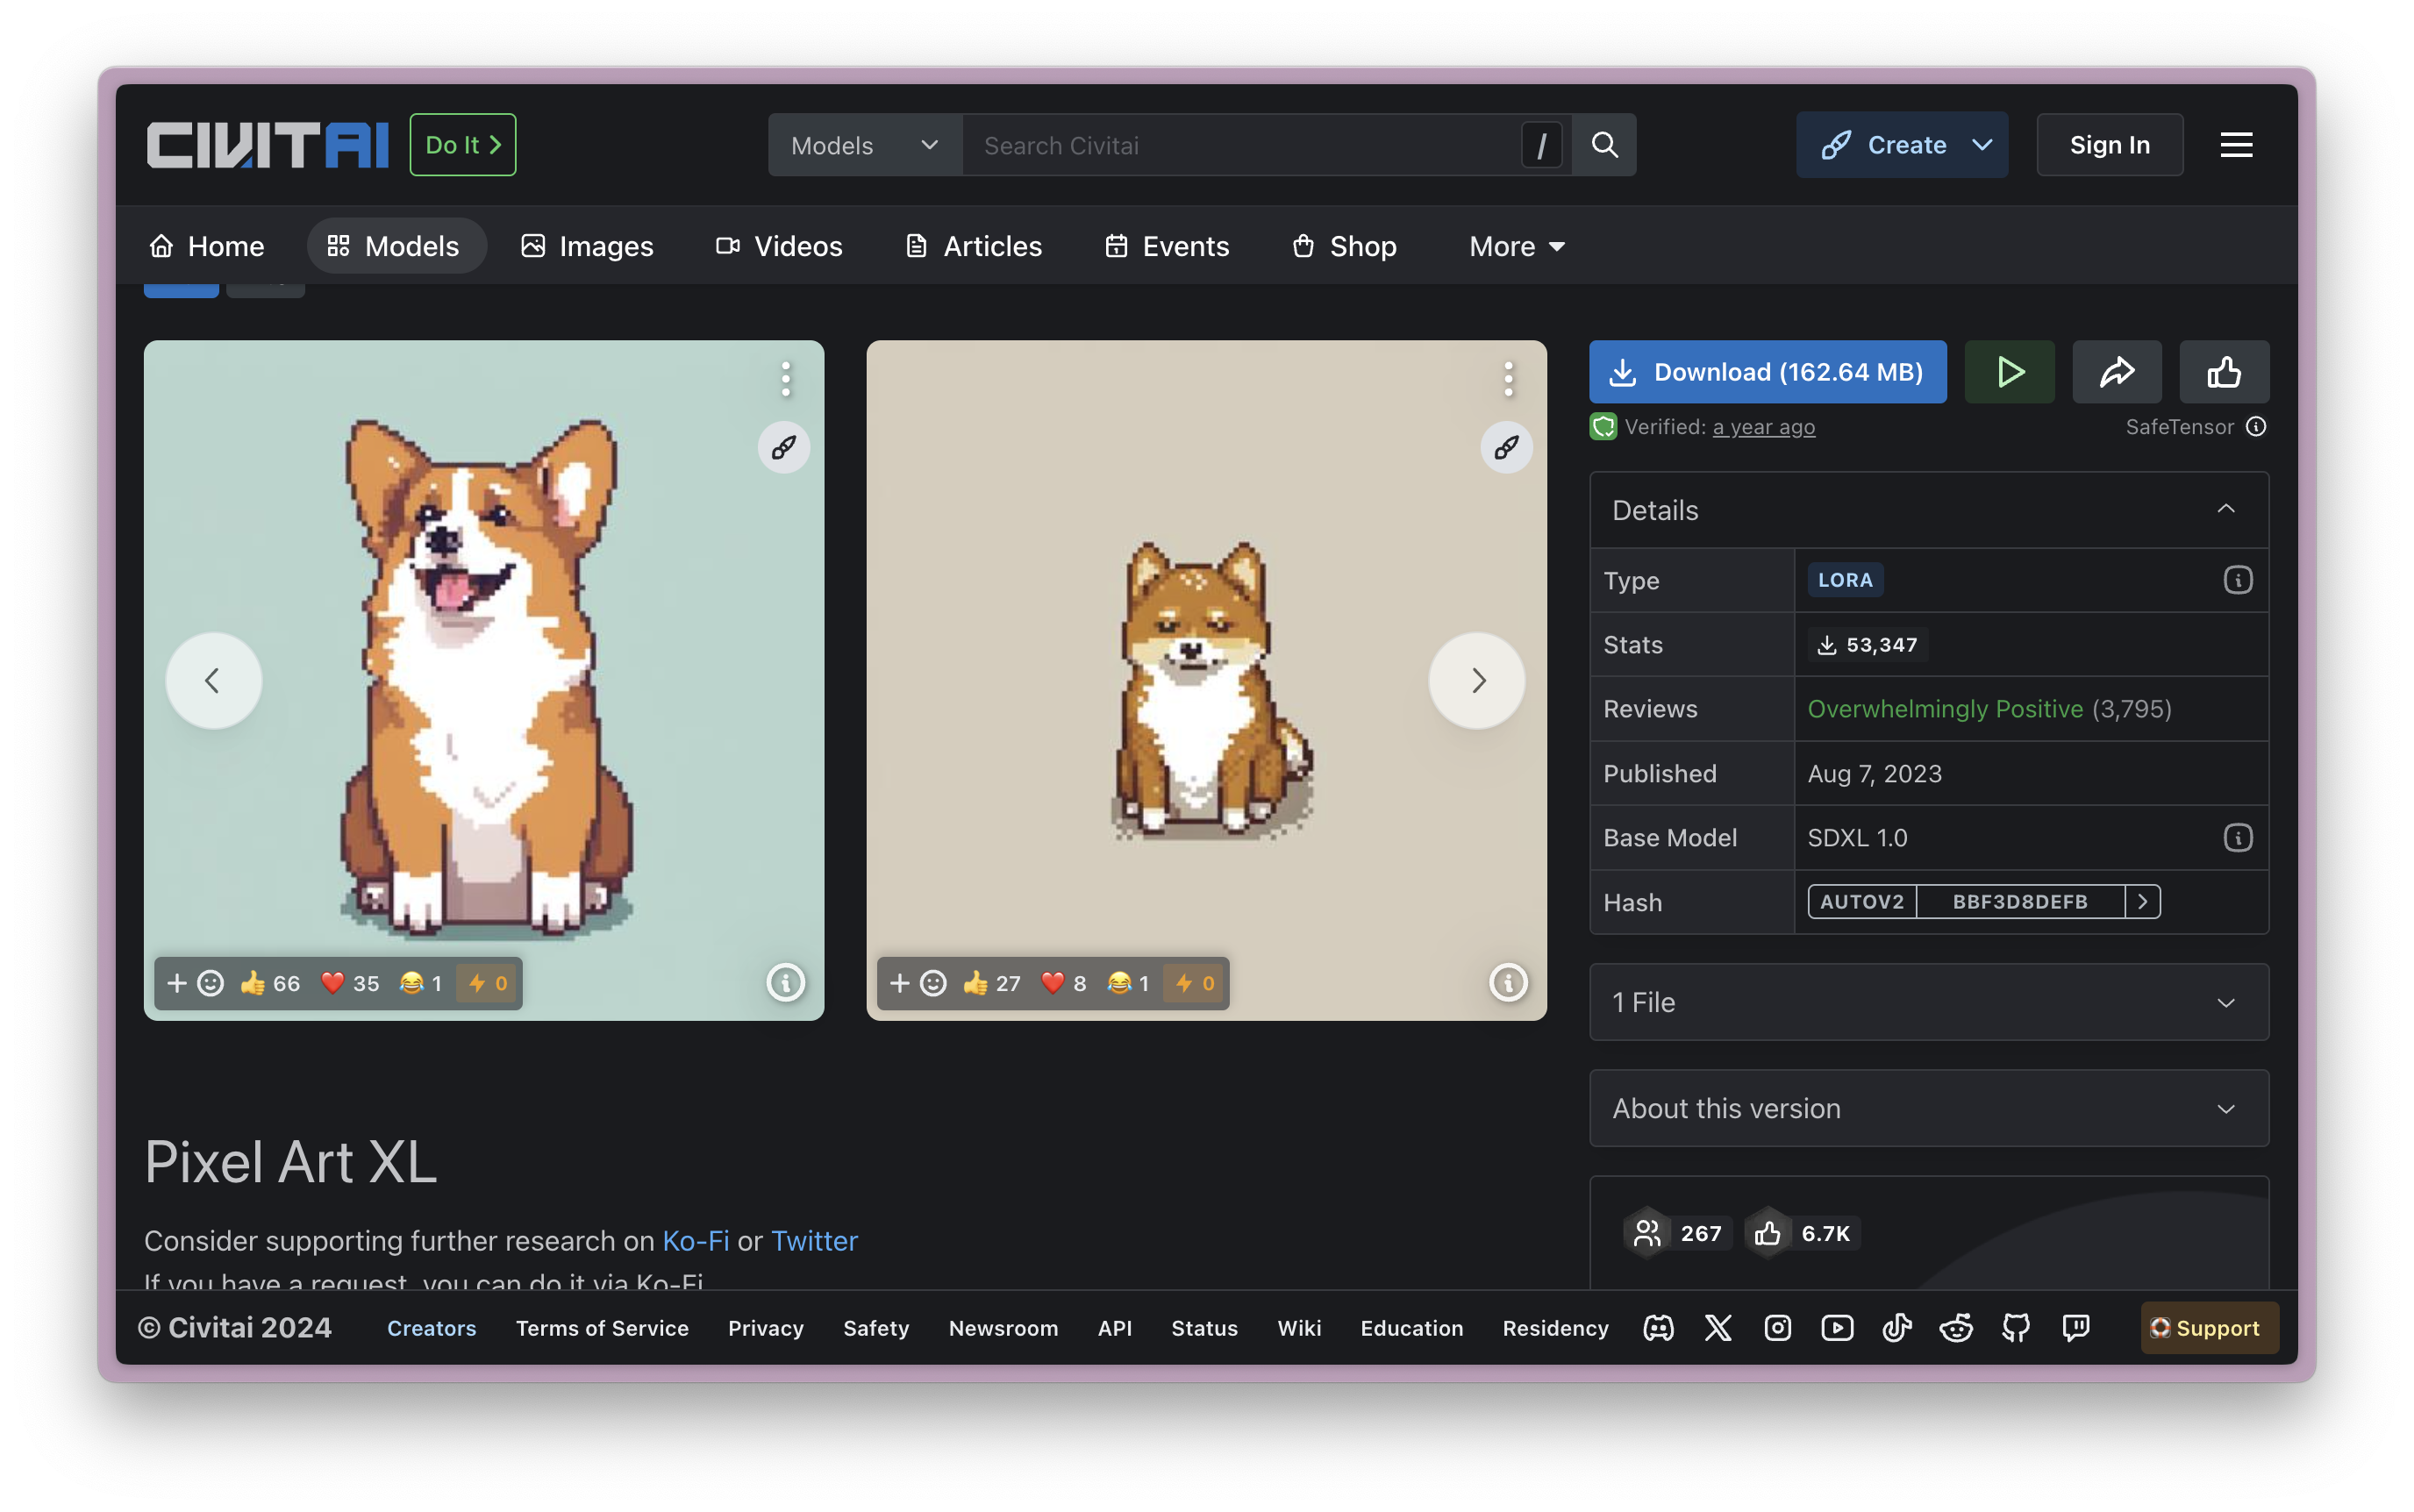 CIVITAI
Do It
Models
Search Civitai
/
Create
Sign In
Home
Models
Images
Videos
Articles
Events
Shop
More
Download (162.64 MB)
Verified: a year ago
SafeTensor
Details
Type
LORA
Stats
53,347
Reviews
Overwhelmingly Positive (3,795)
Published
Aug 7, 2023
Base Model
SDXL 1.0
Hash
AUTOV2
BBF3D8DEFB
66
35
1
0
27
8
1
0
1 File
About this version
Pixel Art XL
Consider supporting further research on Ko-Fi or Twitter
If you have a request, you can do it via Ko-Fi
267
6.7K
© Civitai 2024
Creators
Terms of Service
Privacy
Safety
Newsroom
API
Status
Wiki
Education
Residency
Support